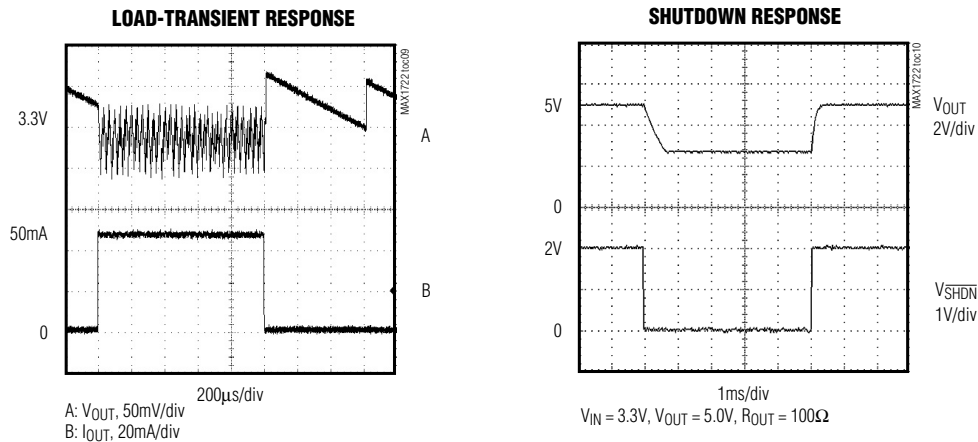 LOAD-TRANSIENT RESPONSE
MAX1722 toc09
3.3V
A
50mA
B
0
200μs/div
A: VOUT, 50mV/div
B: IOUT, 20mA/div
SHUTDOWN RESPONSE
MAX1722 toc10
5V
VOUT
2V/div
0
2V
VSHDN
1V/div
0
1ms/div
VIN = 3.3V, VOUT = 5.0V, ROUT = 100Ω